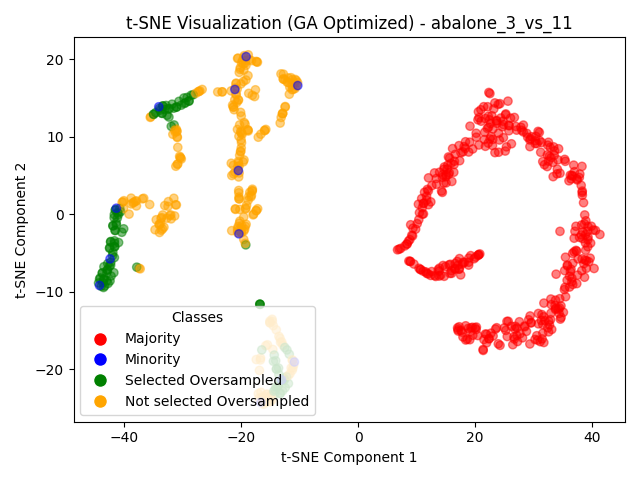 t-SNE Visualization (GA Optimized) - abalone_3_vs_11
t-SNE Component 2
20
10
0
−10
−20
Classes
Majority
Minority
Selected Oversampled
Not selected Oversampled
−40
−20
0
20
40
t-SNE Component 1